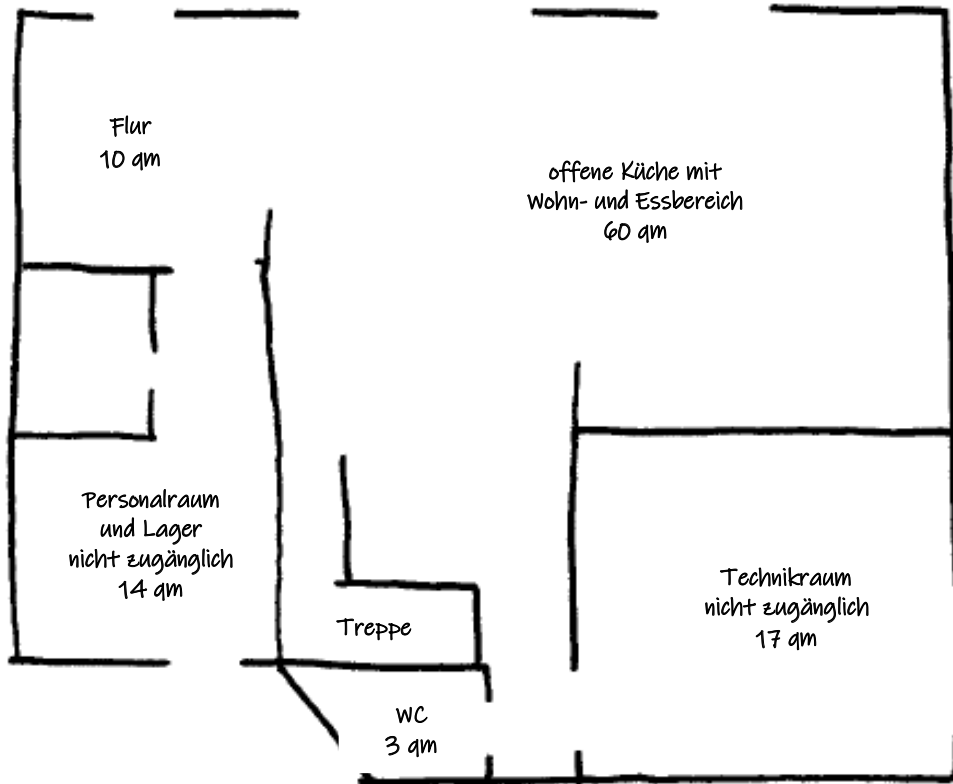 Flur
10 qm
offene Küche mit
Wohn- und Essbereich
60 qm
Personalraum
und Lager
nicht zugänglich
14 qm
Technikraum
nicht zugänglich
17 qm
Treppe
WC
3 qm